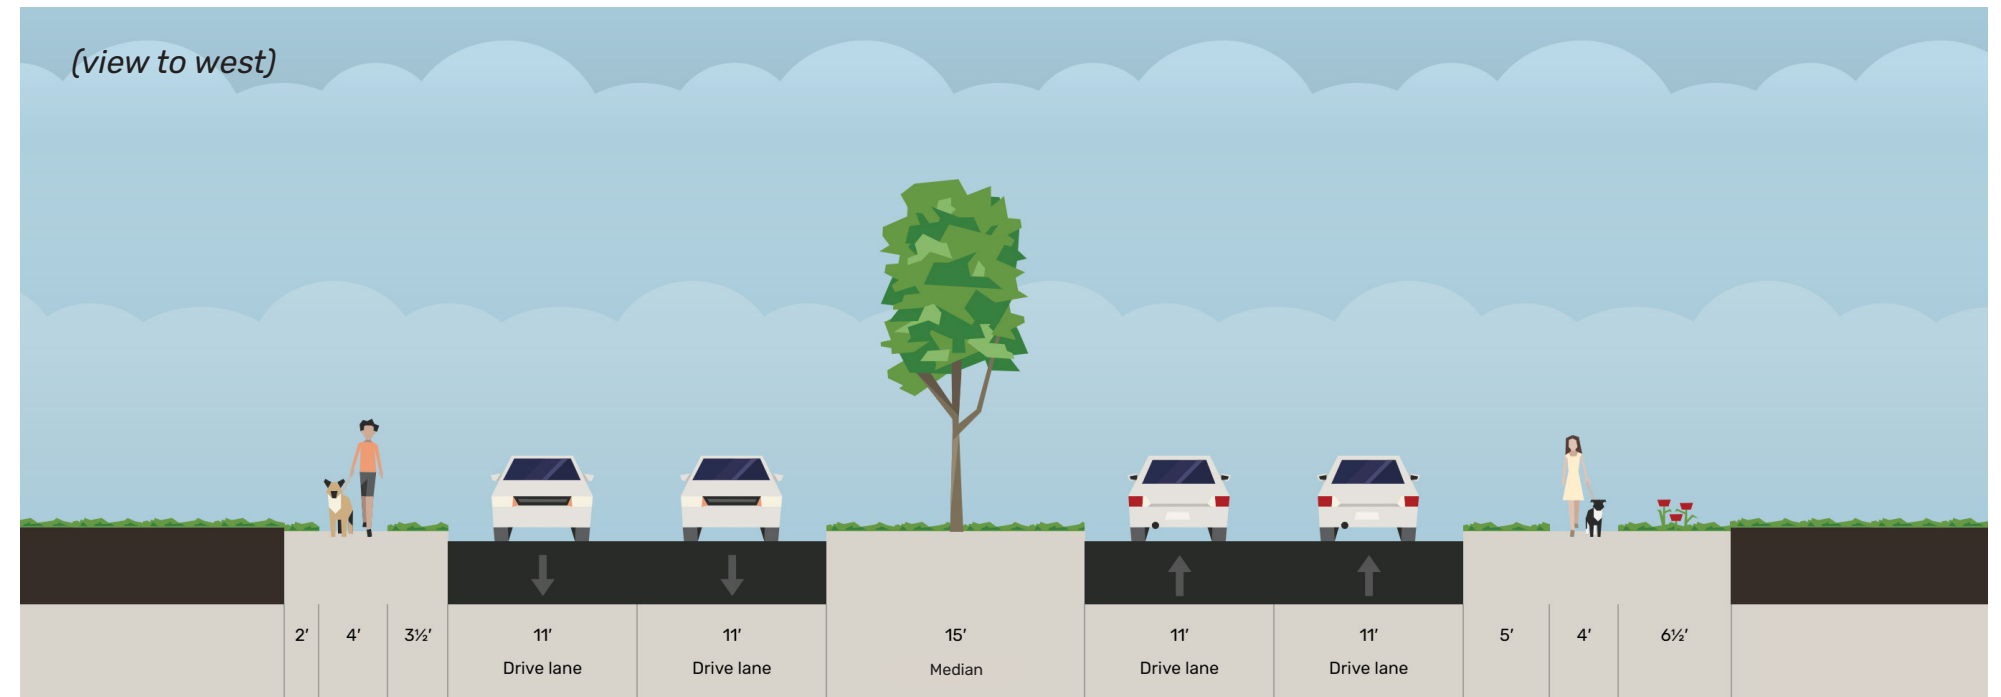 (view to west)
2′ 4′ 3½′ 11′ 11′ 15′ 11′ 11′ 5′ 4′ 6½′
Drive lane Drive lane Median Drive lane Drive lane